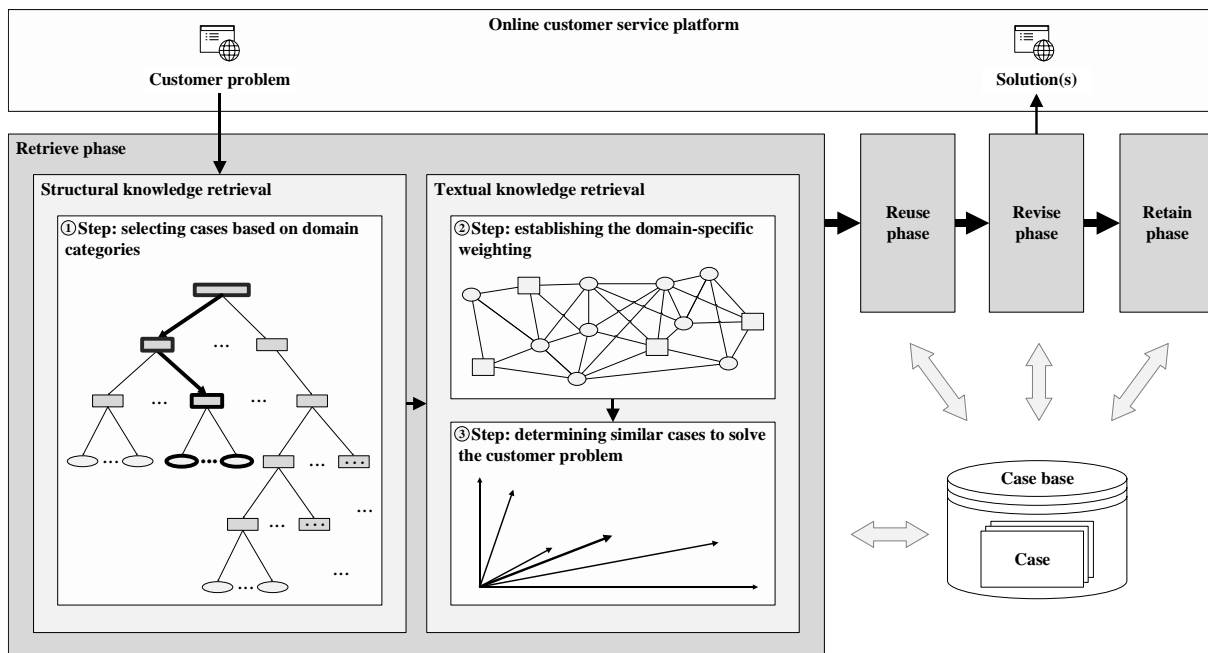 Online customer service platform
Customer problem
Solution(s)
Retrieve phase
Structural knowledge retrieval
①Step: selecting cases based on domain
categories
...
... ...
... ...
... ...
... ...
...
... ...
Textual knowledge retrieval
②Step: establishing the domain-specific
weighting
③Step: determining similar cases to solve
the customer problem
Reuse
phase
Revise
phase
Retain
phase
Case base
Case